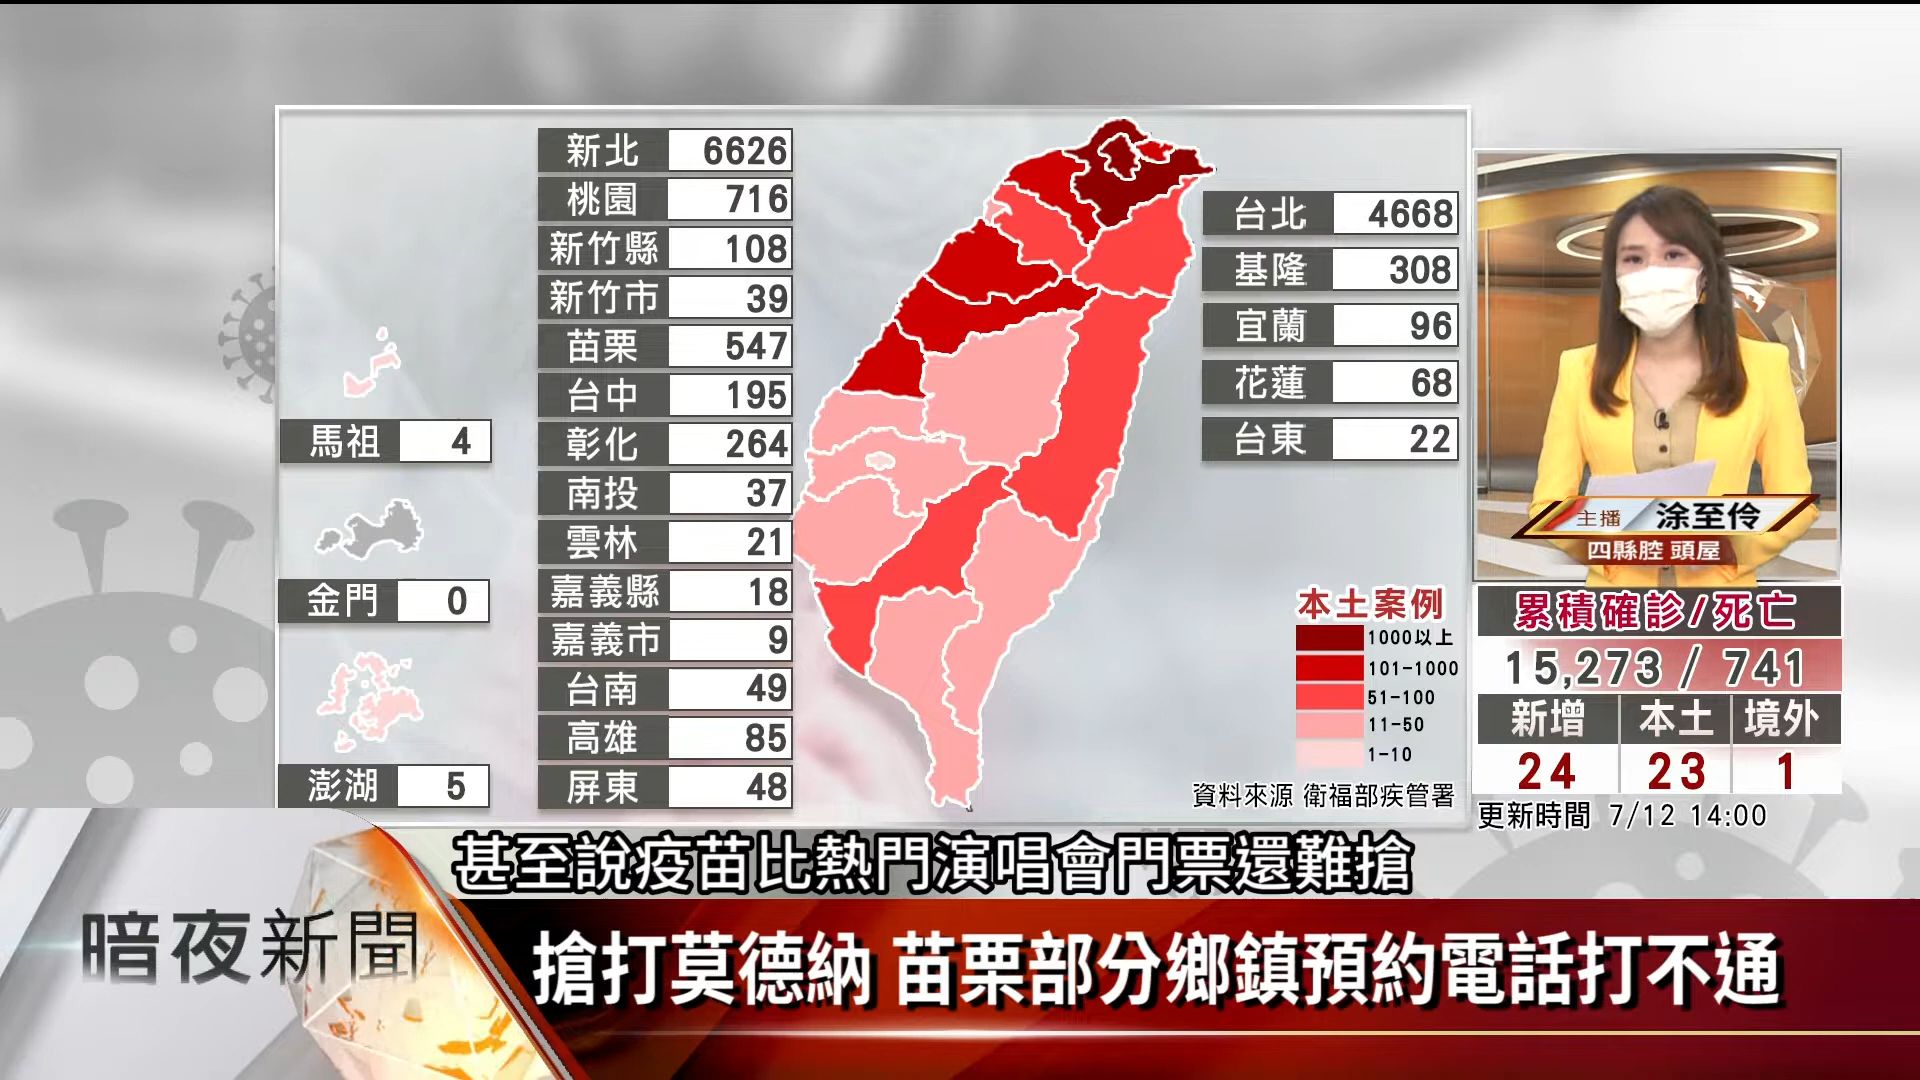 新北 6626
桃園 716
新竹縣 108
新竹市 39
苗栗 547
台中 195
彰化 264
南投 37
雲林 21
嘉義縣 18
嘉義市 9
台南 49
高雄 85
屏東 48
馬祖 4
金門 0
澎湖 5
台北 4668
基隆 308
宜蘭 96
花蓮 68
台東 22
本土案例
1000以上
101-1000
51-100
11-50
1-10
資料來源 衛福部疾管署
主播 涂至伶
四縣腔 頭屋
累積確診/死亡
15,273 / 741
新增 本土 境外
24 23 1
更新時間 7/12 14:00
甚至說疫苗比熱門演唱會門票還難搶
暗夜新聞
搶打莫德納 苗栗部分鄉鎮預約電話打不通